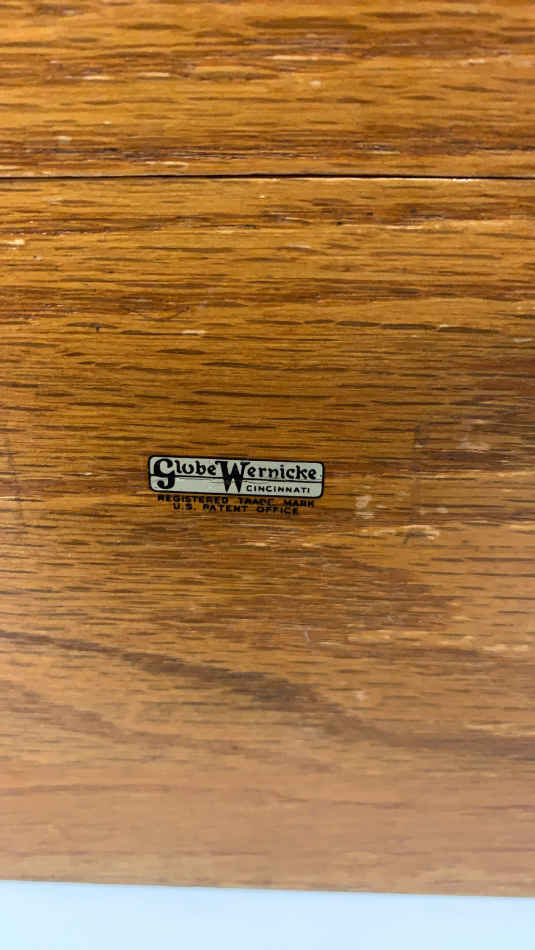 Globe Wernicke
CINCINNATI
REGISTERED TRADE MARK
U.S. PATENT OFFICE